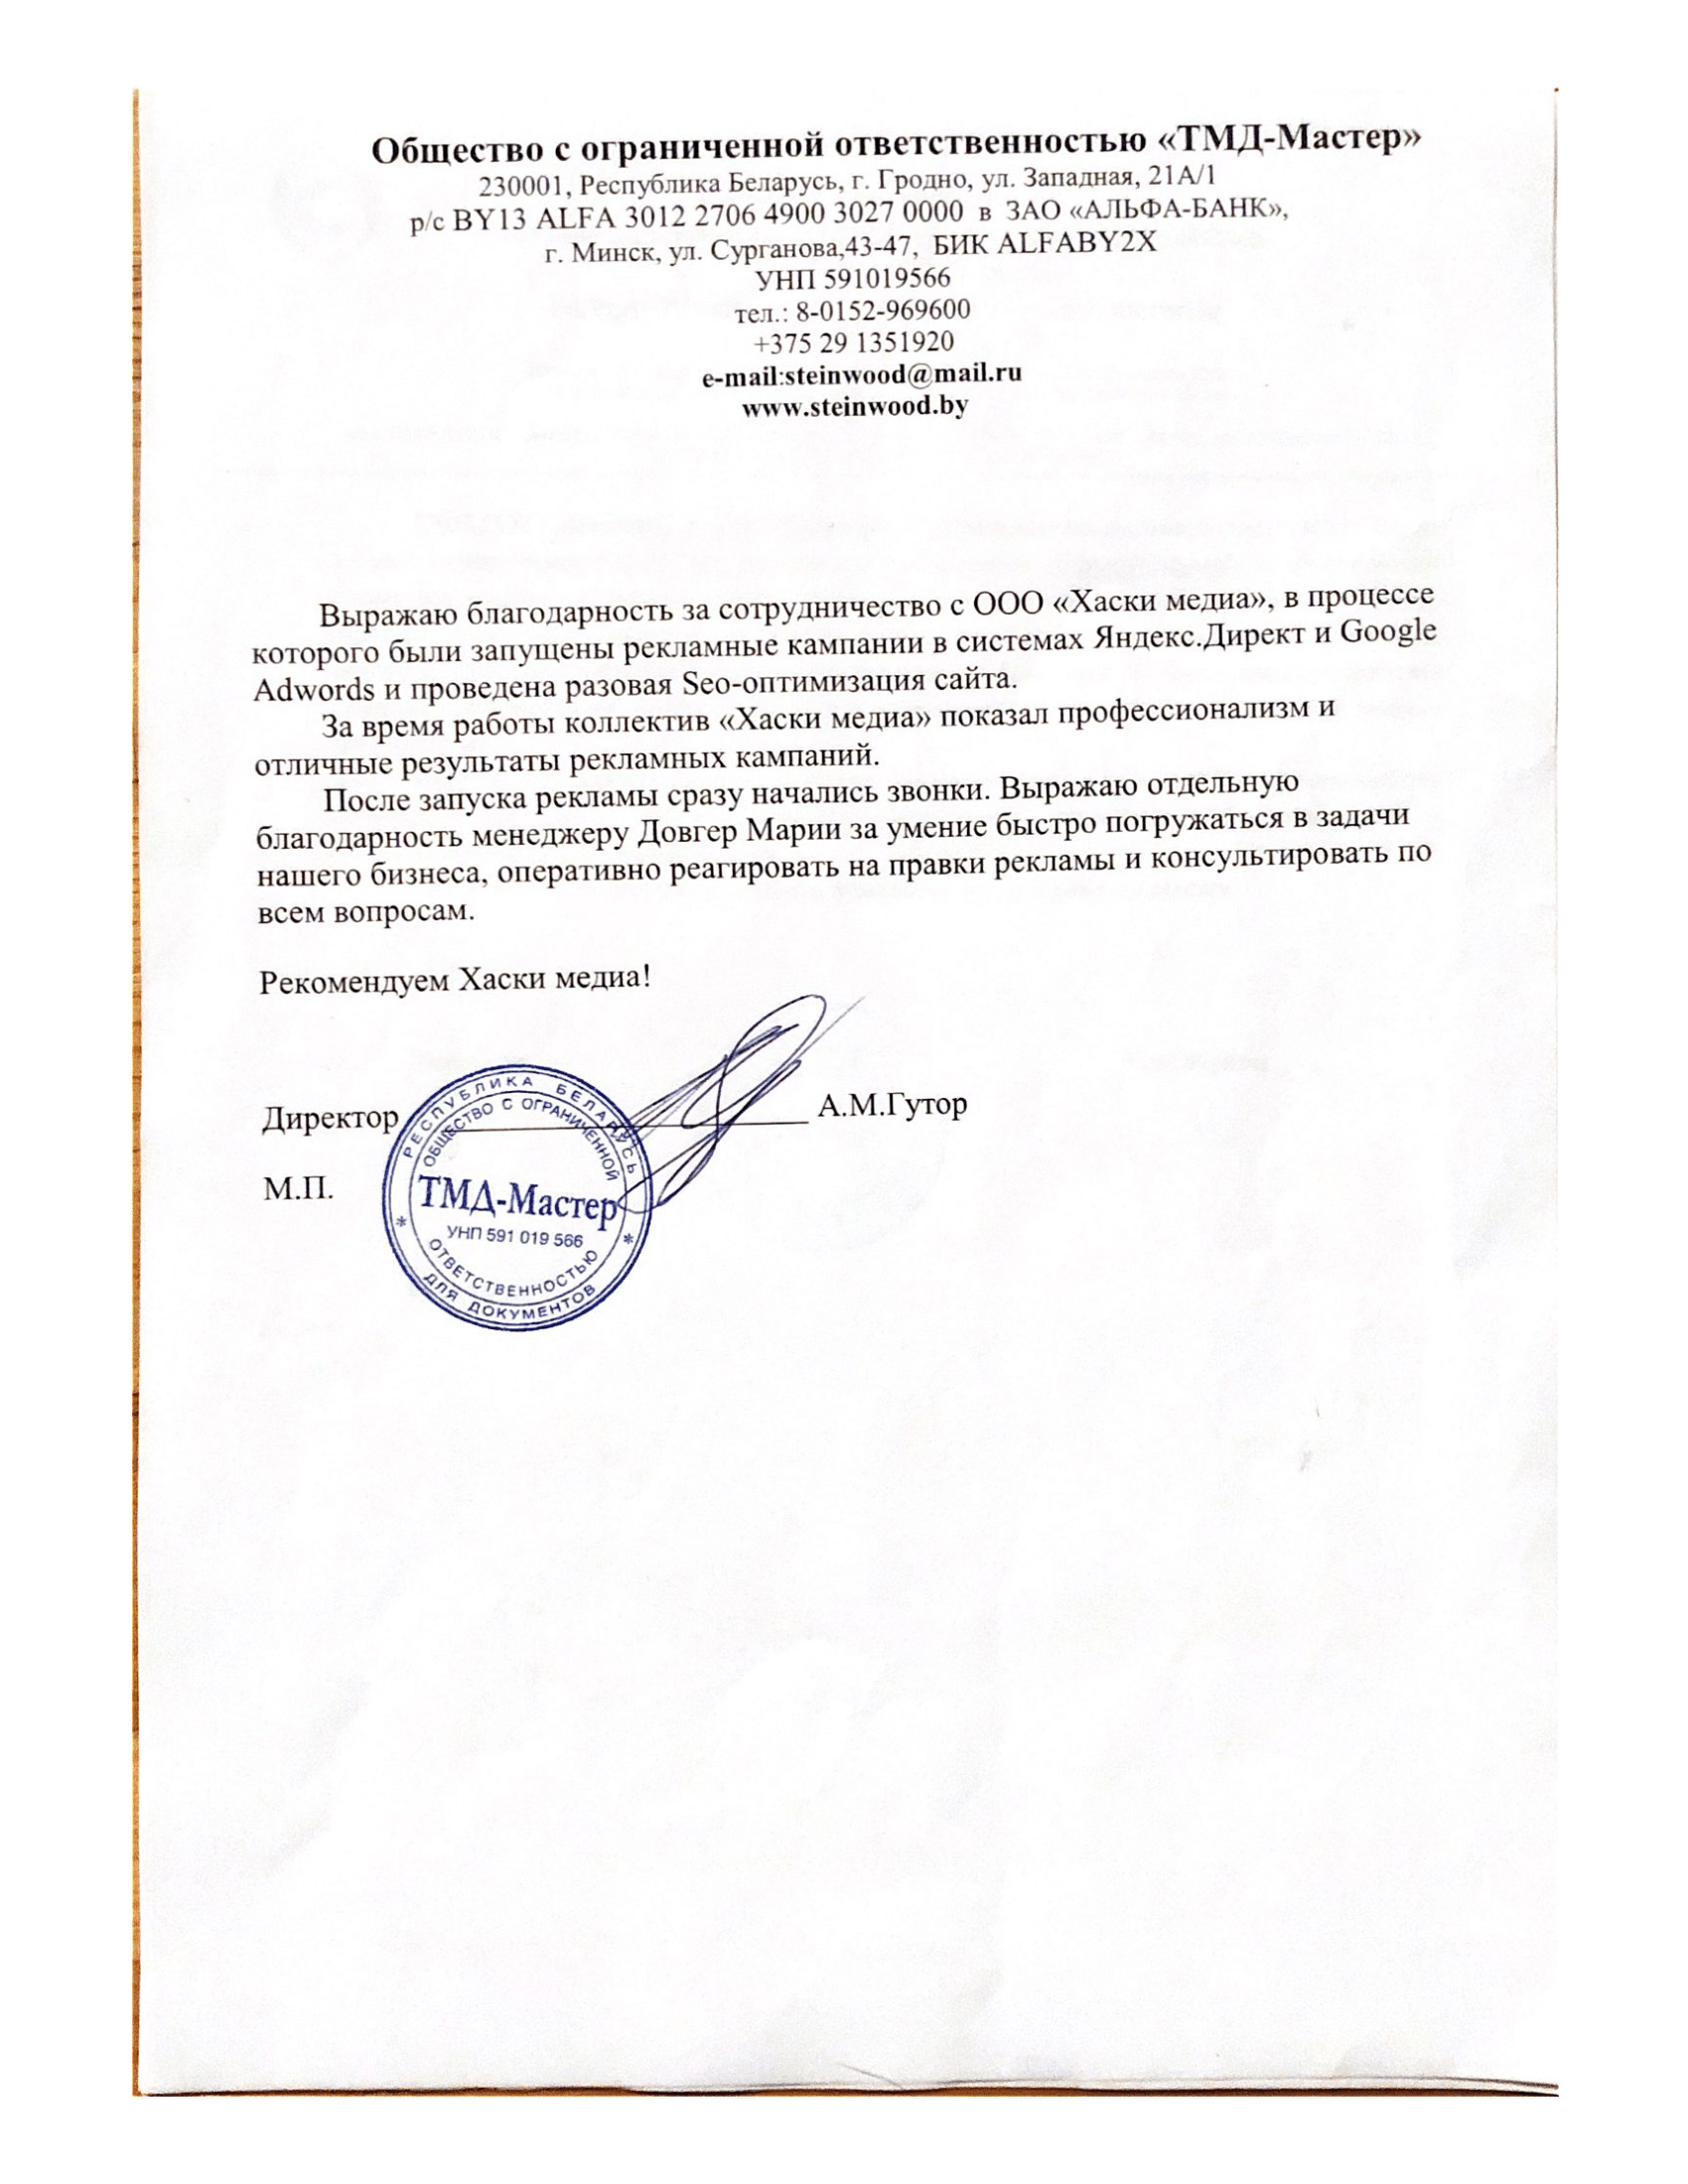 Общество с ограниченной ответственностью «ТМД-Мастер»
230001, Республика Беларусь, г. Гродно, ул. Западная, 21А/1
р/с BY13 ALFA 3012 2706 4900 3027 0000 в ЗАО «АЛЬФА-БАНК»,
г. Минск, ул. Сурганова,43-47, БИК ALFABY2X
УНП 591019566
тел.: 8-0152-969600
+375 29 1351920
e-mail:steinwood@mail.ru
www.steinwood.by
Выражаю благодарность за сотрудничество с ООО «Хаски медиа», в процессе
которого были запущены рекламные кампании в системах Яндекс.Директ и Google
Adwords и проведена разовая Seo-оптимизация сайта.
За время работы коллектив «Хаски медиа» показал профессионализм и
отличные результаты рекламных кампаний.
После запуска рекламы сразу начались звонки. Выражаю отдельную
благодарность менеджеру Довгер Марии за умение быстро погружаться в задачи
нашего бизнеса, оперативно реагировать на правки рекламы и консультировать по
всем вопросам.
Рекомендуем Хаски медиа!
Директор А.М.Гутор
М.П.
РЕСПУБЛИКА БЕЛАРУСЬ
ОБЩЕСТВО С ОГРАНИЧЕННОЙ
ТМД-Мастер
УНП 591 019 566
ОТВЕТСТВЕННОСТЬЮ
ДЛЯ ДОКУМЕНТОВ